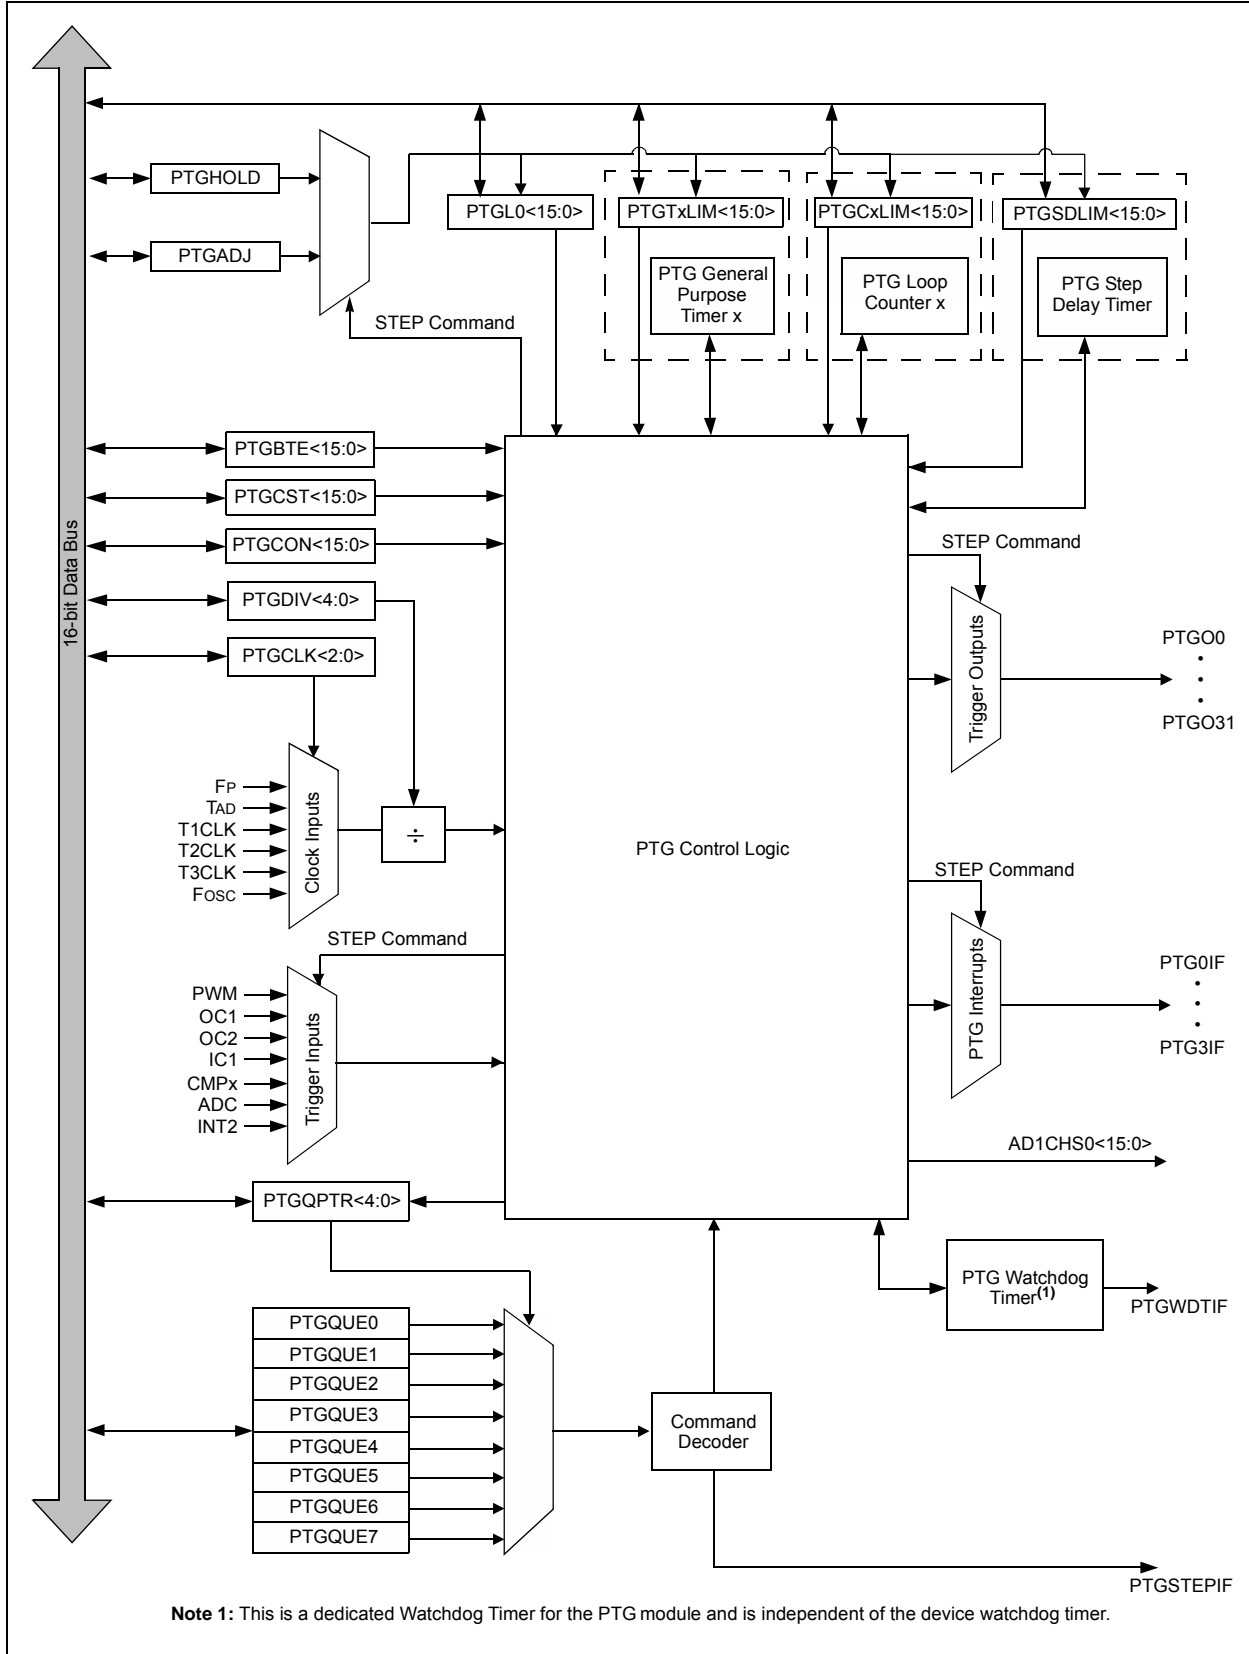 16-bit Data Bus
PTGHOLD
PTGADJ
STEP Command
PTGL0<15:0>
PTGTxLIM<15:0>
PTGCxLIM<15:0>
PTGSDLIM<15:0>
PTG General
Purpose
Timer x
PTG Loop
Counter x
PTG Step
Delay Timer
PTGBTE<15:0>
PTGCST<15:0>
PTGCON<15:0>
PTGDIV<4:0>
PTGCLK<2:0>
FP
TAD
T1CLK
T2CLK
T3CLK
FOSC
Clock Inputs
÷
PTG Control Logic
STEP Command
Trigger Outputs
PTGO0
•
•
•
PTGO31
STEP Command
PWM
OC1
OC2
IC1
CMPx
ADC
INT2
Trigger Inputs
STEP Command
PTG Interrupts
PTG0IF
•
•
•
PTG3IF
AD1CHS0<15:0>
PTGQPTR<4:0>
PTG Watchdog
Timer(1)
PTGWDTIF
PTGQUE0
PTGQUE1
PTGQUE2
PTGQUE3
PTGQUE4
PTGQUE5
PTGQUE6
PTGQUE7
Command
Decoder
PTGSTEPIF
Note 1: This is a dedicated Watchdog Timer for the PTG module and is independent of the device watchdog timer.